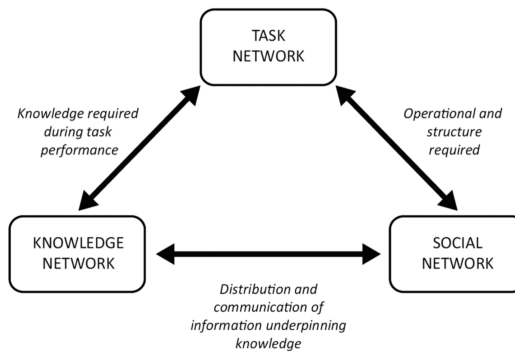 TASK
NETWORK
Knowledge required
during task
performance
Operational and
structure
required
KNOWLEDGE
NETWORK
SOCIAL
NETWORK
Distribution and
communication of
information underpinning
knowledge